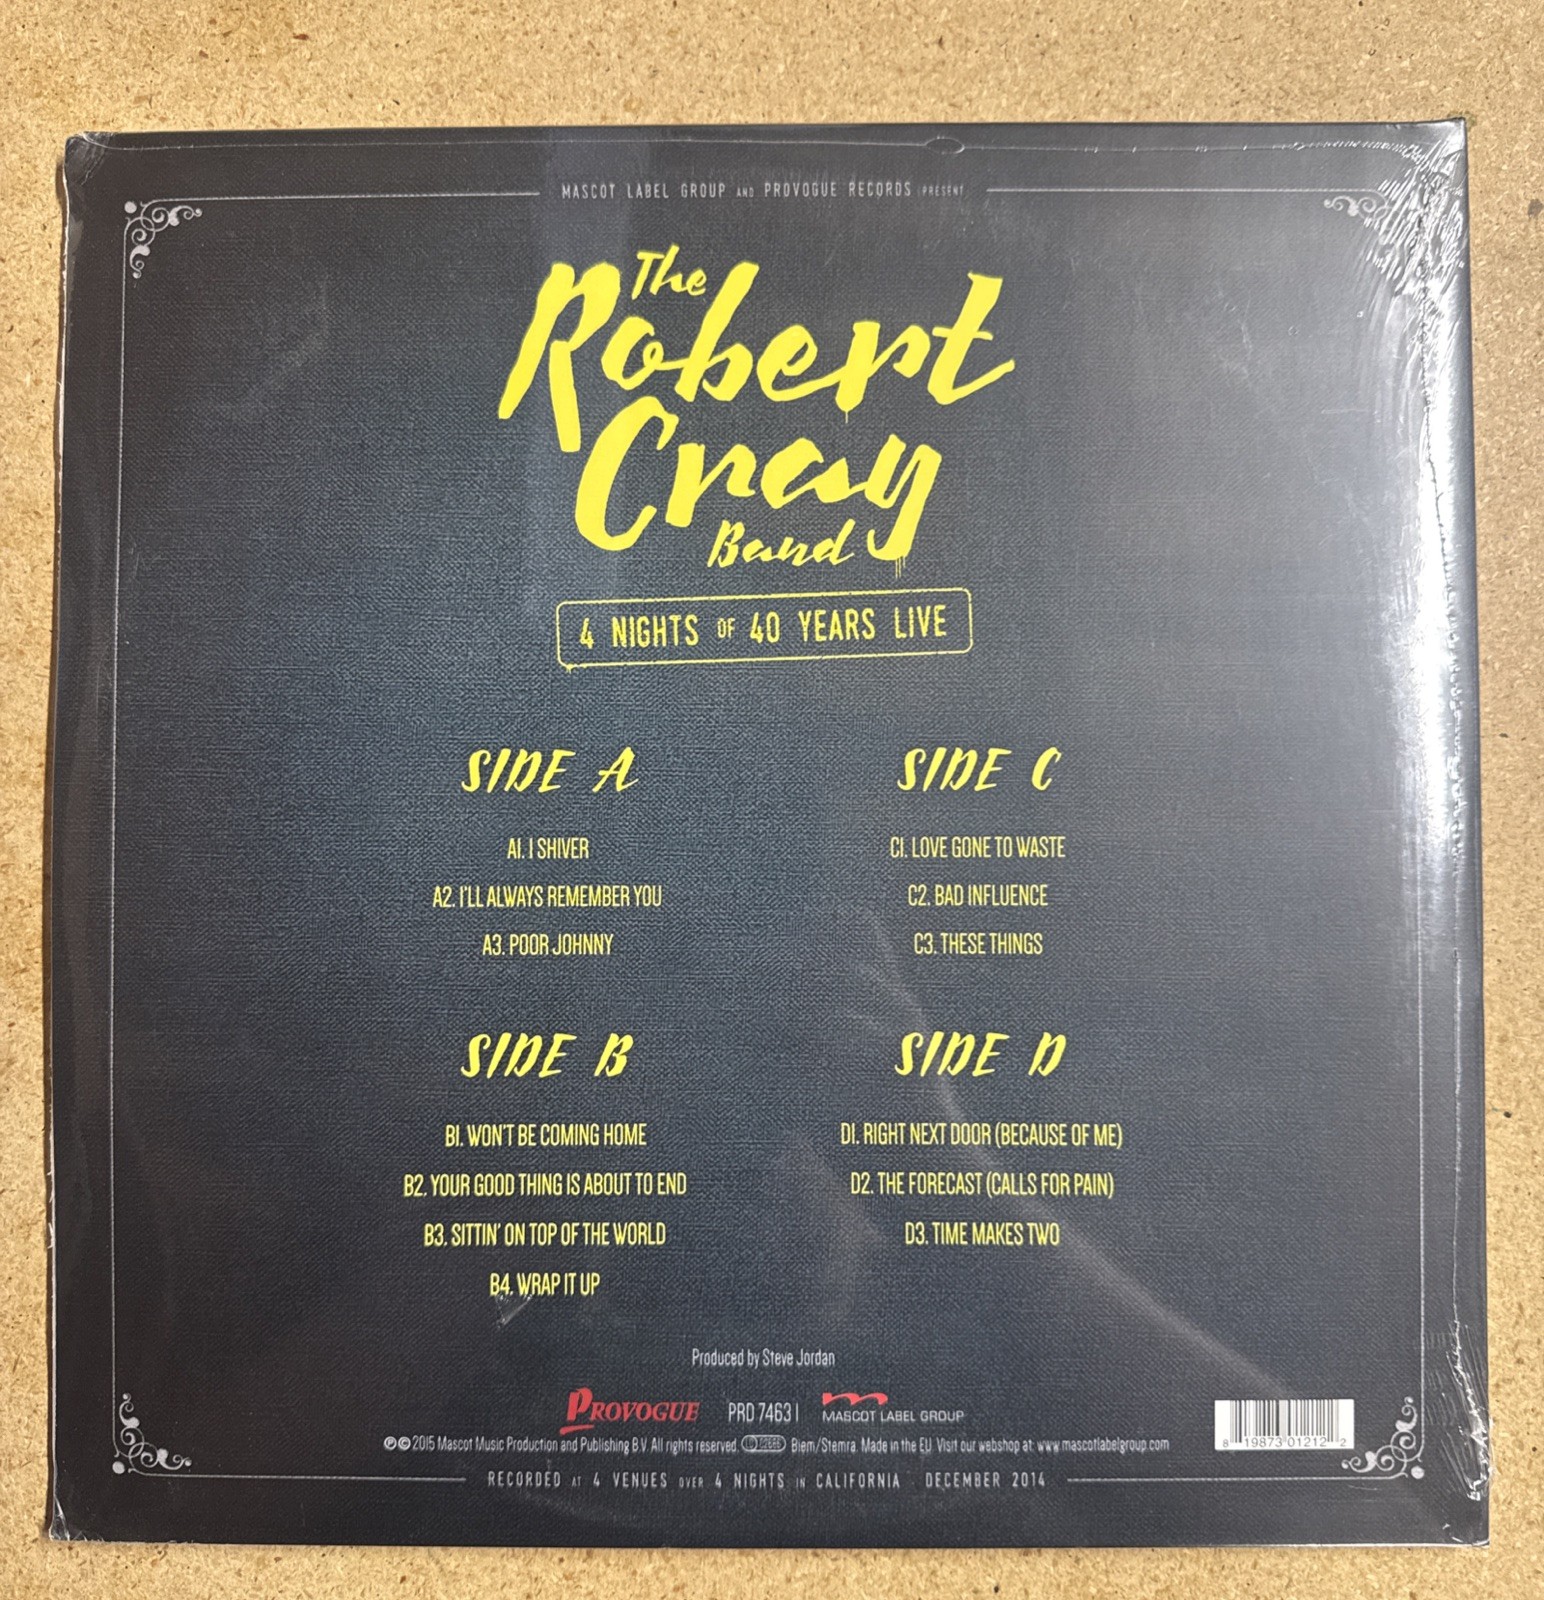 MASCOT LABEL GROUP AND PROVOGUE RECORDS PRESENT
The
Robert
Cray
Band
4 NIGHTS OF 40 YEARS LIVE
SIDE A
A1. I SHIVER
A2. I'LL ALWAYS REMEMBER YOU
A3. POOR JOHNNY
SIDE B
B1. WON'T BE COMING HOME
B2. YOUR GOOD THING IS ABOUT TO END
B3. SITTIN' ON TOP OF THE WORLD
B4. WRAP IT UP
SIDE C
C1. LOVE GONE TO WASTE
C2. BAD INFLUENCE
C3. THESE THINGS
SIDE D
D1. RIGHT NEXT DOOR (BECAUSE OF ME)
D2. THE FORECAST (CALLS FOR PAIN)
D3. TIME MAKES TWO
Produced by Steve Jordan
PROVOGUE PRD 7463 1 MASCOT LABEL GROUP
℗ © 2015 Mascot Music Production and Publishing B.V. All rights reserved. Biem/Stemra. Made in the EU. Visit our webshop at: www.mascotlabelgroup.com
8 19873 01212 2
RECORDED AT 4 VENUES OVER 4 NIGHTS IN CALIFORNIA DECEMBER 2014